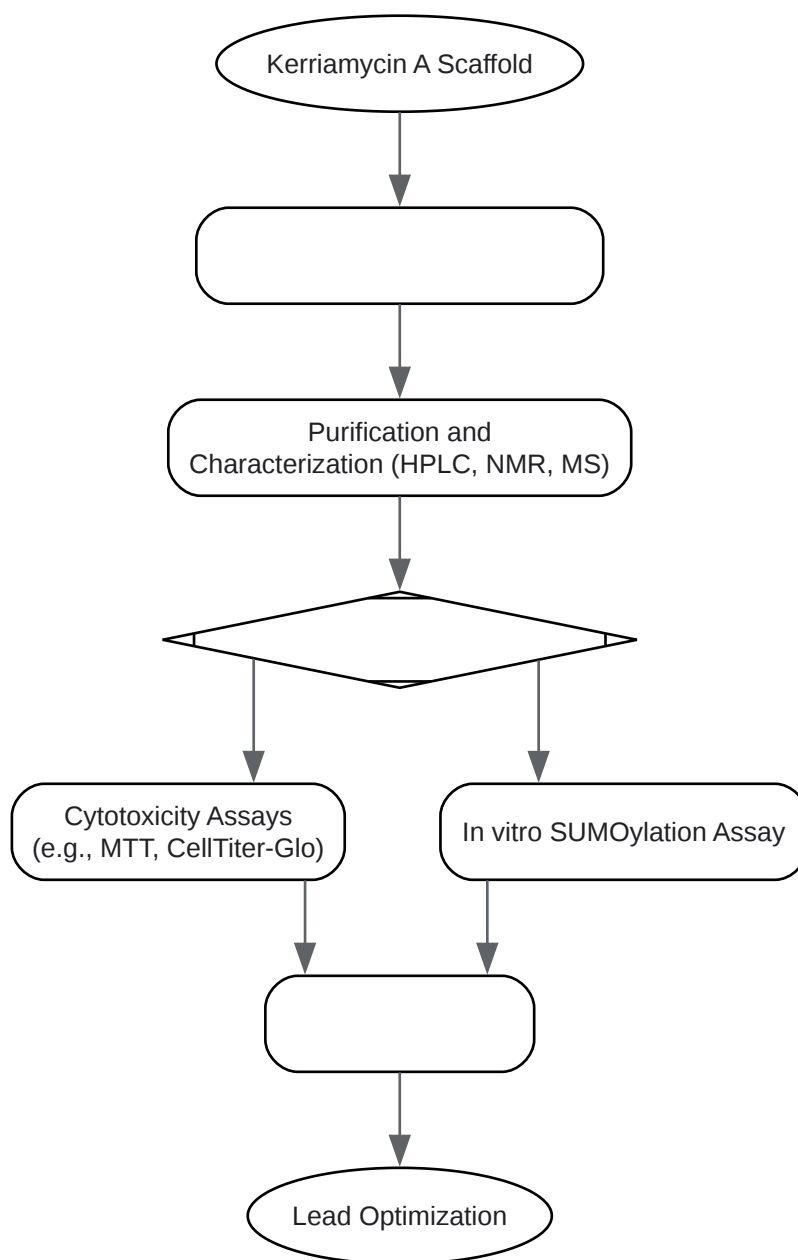 Kerriamycin A Scaffold
Purification and
Characterization (HPLC, NMR, MS)
Cytotoxicity Assays
(e.g., MTT, CellTiter-Glo)
In vitro SUMOylation Assay
Lead Optimization